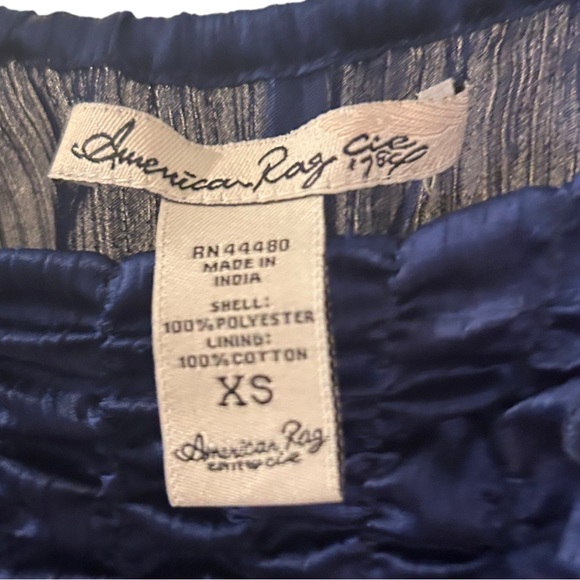 American Rag Cie
1984
RN 44480
MADE IN
INDIA
SHELL:
100%POLYESTER
LINING:
100%COTTON
XS
American Rag
cie